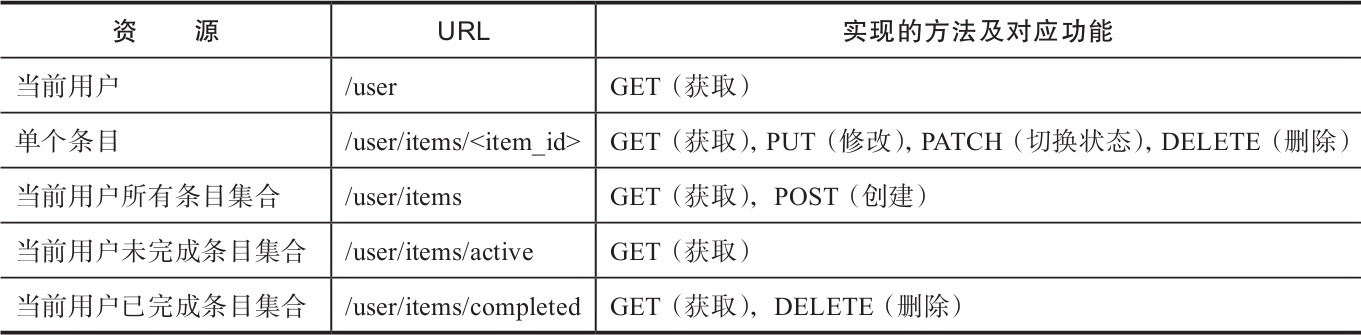 资 源 URL 实现的方法及对应功能
当前用户 /user GET（获取）
单个条目 /user/items/<item_id> GET（获取），PUT（修改），PATCH（切换状态），DELETE（删除）
当前用户所有条目集合 /user/items GET（获取），POST（创建）
当前用户未完成条目集合 /user/items/active GET（获取）
当前用户已完成条目集合 /user/items/completed GET（获取），DELETE（删除）